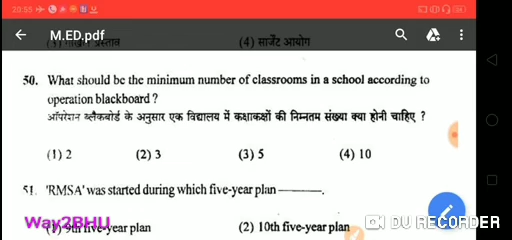 20:55
M.ED.pdf
(4) सार्जेंट आयोग
50. What should be the minimum number of classrooms in a school according to
operation blackboard ?
ऑपरेशन ब्लैकबोर्ड के अनुसार एक विद्यालय में कक्षाकक्षों की निम्नतम संख्या क्या होनी चाहिए ?
(1) 2 (2) 3 (3) 5 (4) 10
51. 'RMSA' was started during which five-year plan ———.
(1) 9th five-year plan (2) 10th five-year plan
Way2BHU
DU RECORDER